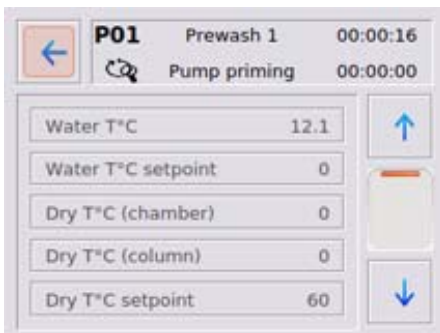 P01 Prewash 1 00:00:16
Pump priming 00:00:00
Water T°C 12.1
Water T°C setpoint 0
Dry T°C (chamber) 0
Dry T°C (column) 0
Dry T°C setpoint 60